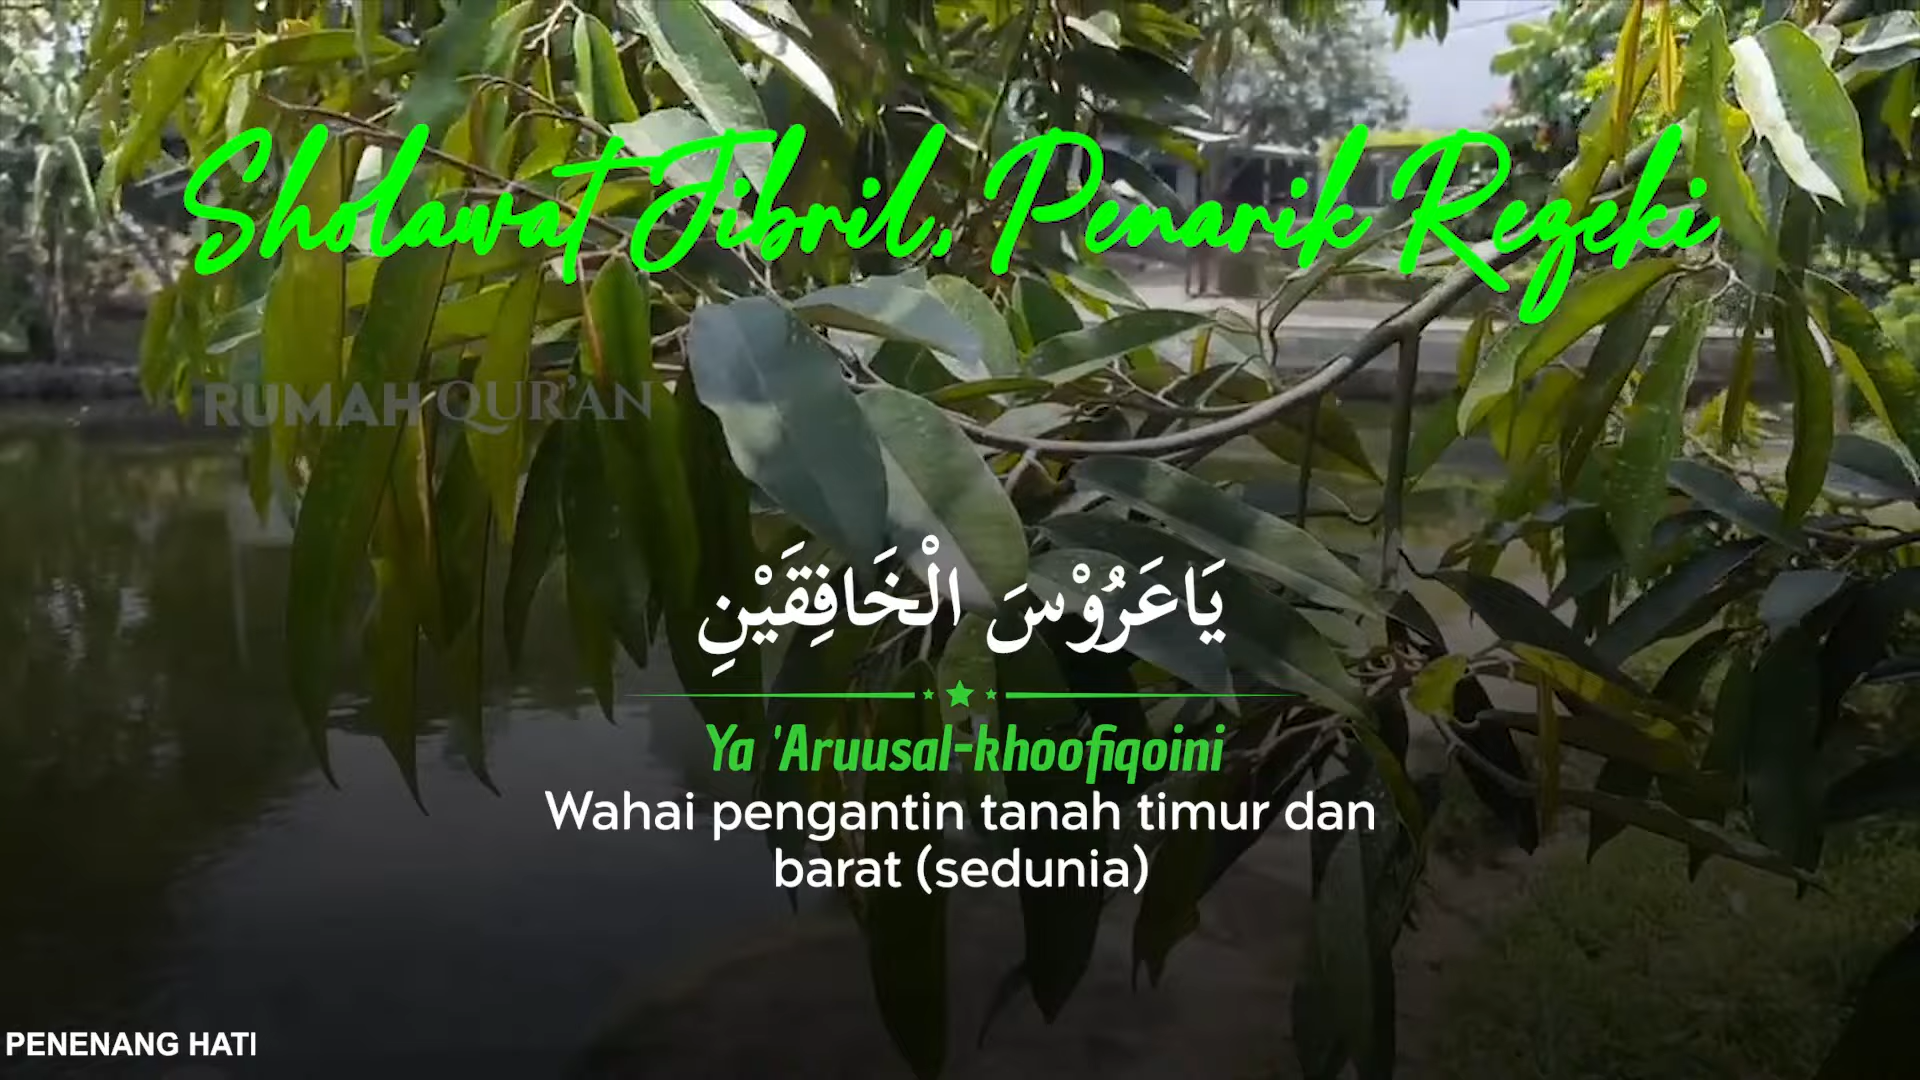 Sholawat Jibril, Penarik Rezeki
RUMAH QUR'AN
يَاعَرُوْسَ الْخَافِقَيْنِ
Ya 'Aruusal-khoofiqoini
Wahai pengantin tanah timur dan
barat (sedunia)
PENENANG HATI